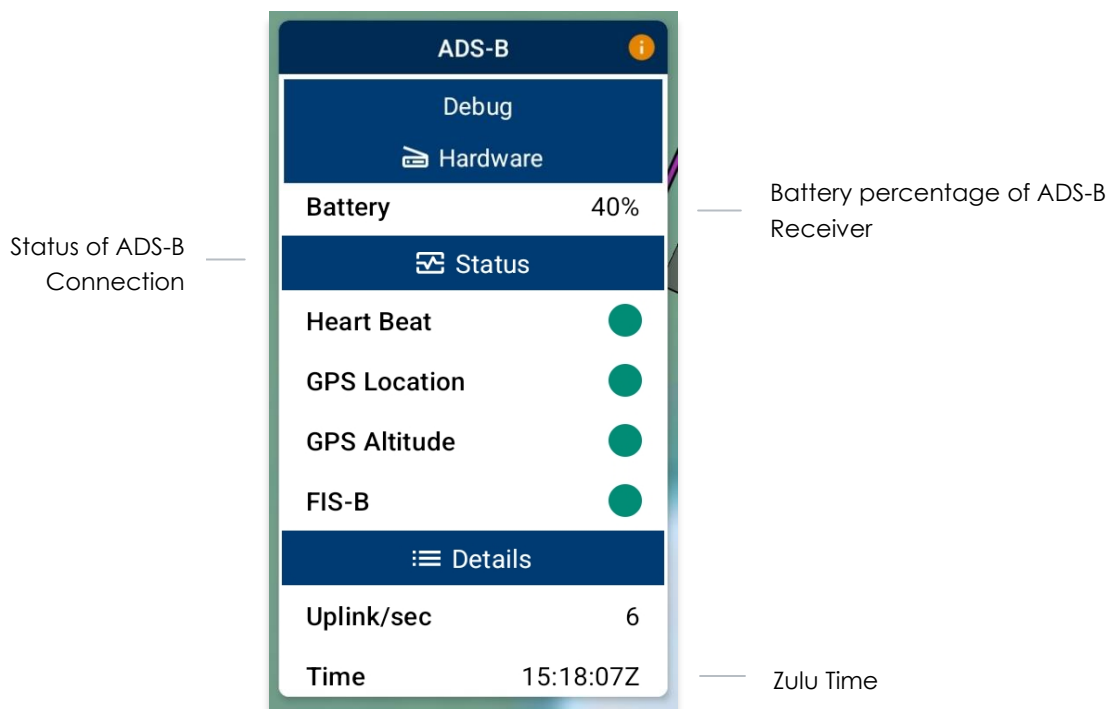 ADS-B
Debug
Hardware
Battery 40%
Battery percentage of ADS-B
Receiver
Status of ADS-B
Connection
Status
Heart Beat
GPS Location
GPS Altitude
FIS-B
Details
Uplink/sec 6
Time 15:18:07Z
Zulu Time